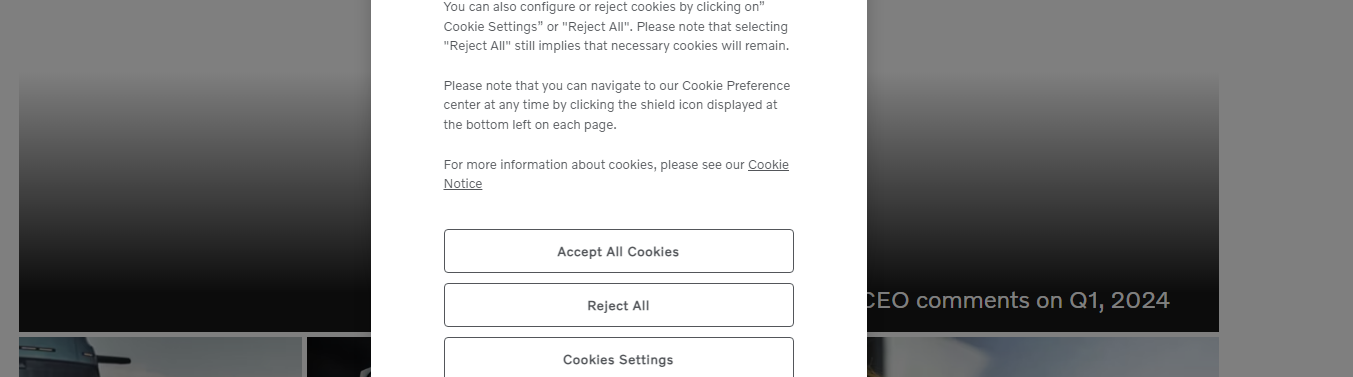 You can also configure or reject cookies by clicking on”
Cookie Settings” or "Reject All". Please note that selecting
"Reject All" still implies that necessary cookies will remain.
Please note that you can navigate to our Cookie Preference
center at any time by clicking the shield icon displayed at
the bottom left on each page.
For more information about cookies, please see our Cookie
Notice
Accept All Cookies
Reject All
CEO comments on Q1, 2024
Cookies Settings